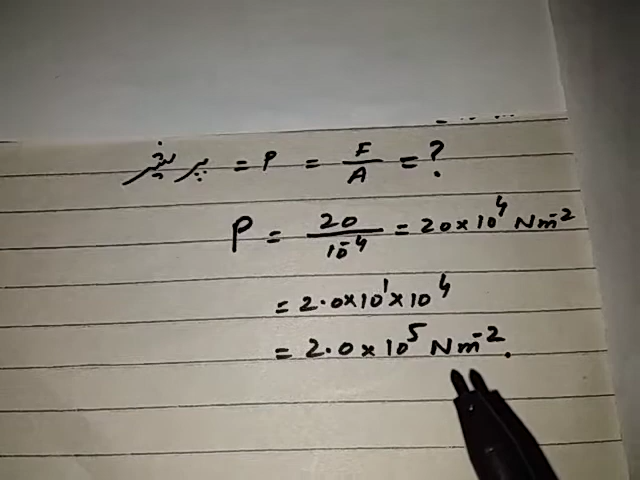 پریشر = P = F/A = ?
P = 20/10⁻⁴ = 20×10⁴ Nm⁻²
= 2.0×10¹×10⁴
= 2.0×10⁵ Nm⁻².